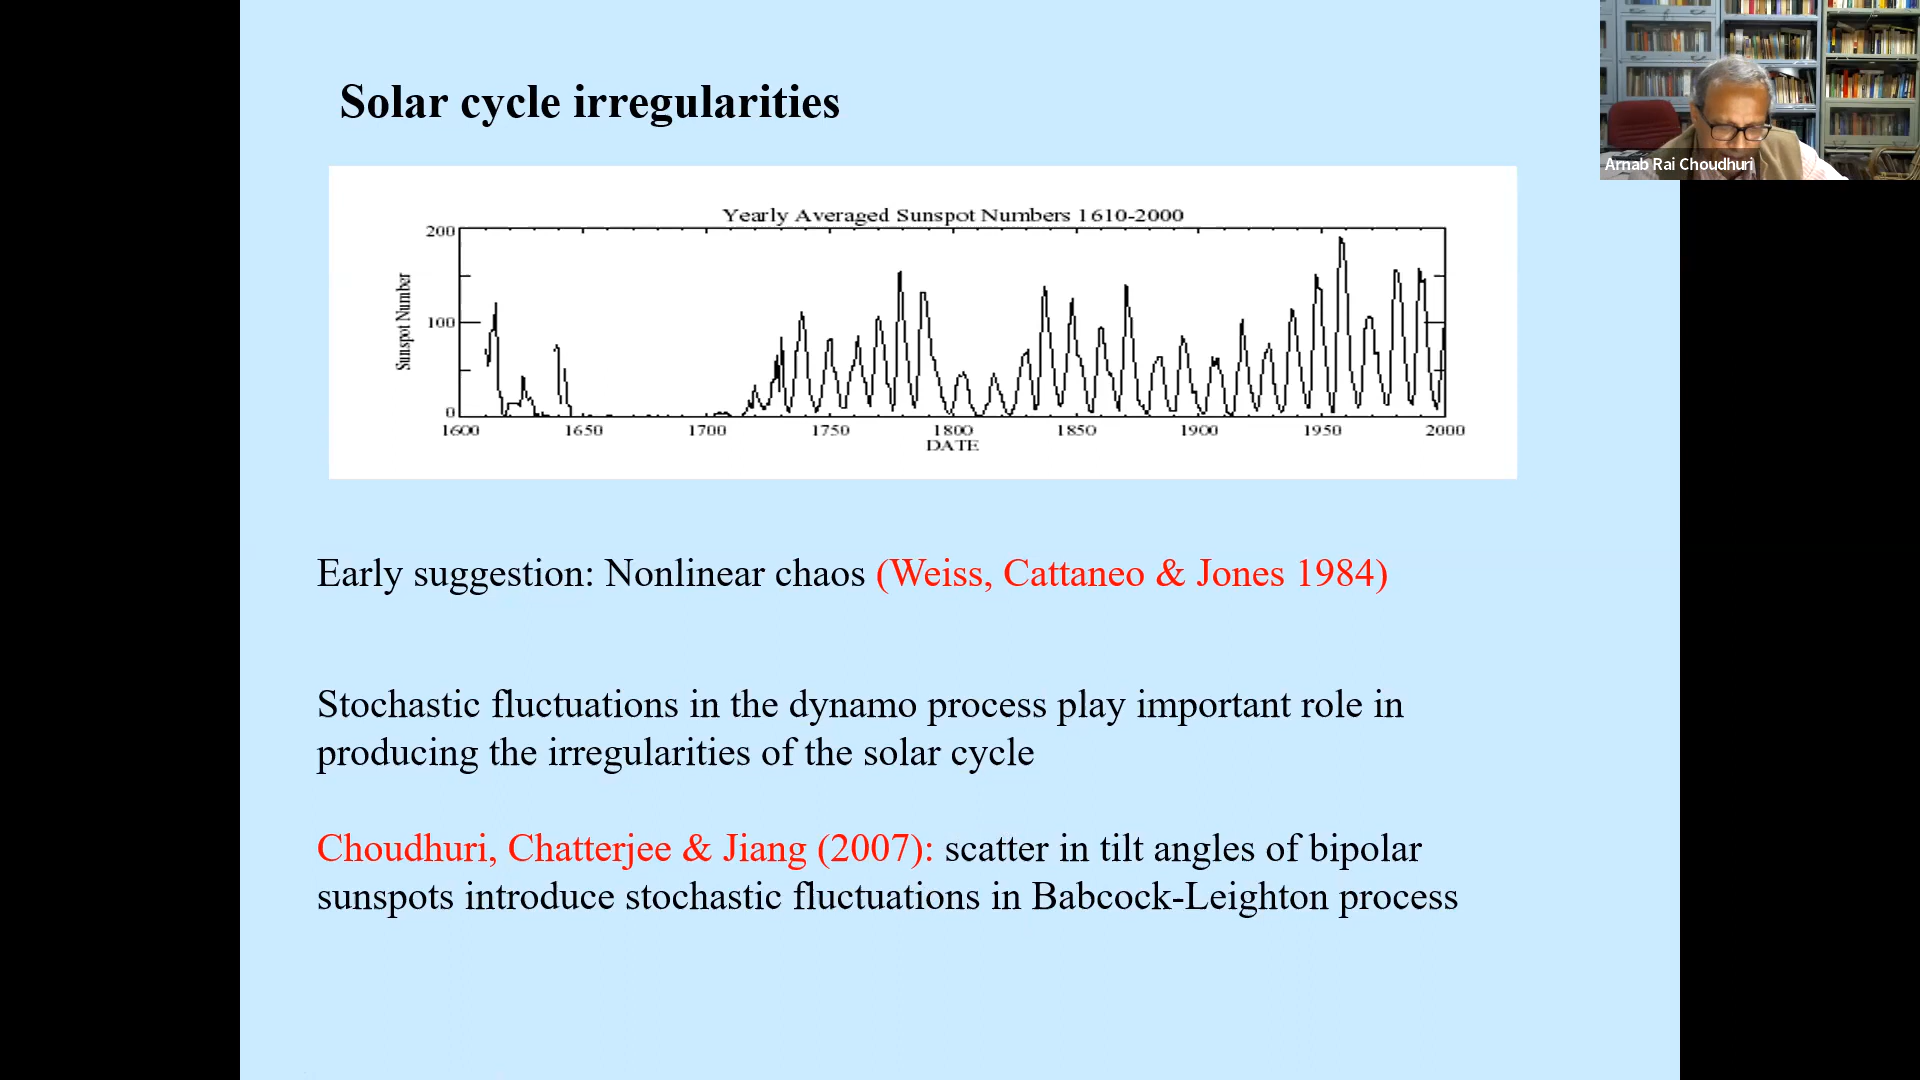 Solar cycle irregularities
Arnab Rai Choudhuri
Yearly Averaged Sunspot Numbers 1610-2000
200
100
0
Sunspot Number
1600 1650 1700 1750 1800 1850 1900 1950 2000
DATE
Early suggestion: Nonlinear chaos (Weiss, Cattaneo & Jones 1984)
Stochastic fluctuations in the dynamo process play important role in
producing the irregularities of the solar cycle
Choudhuri, Chatterjee & Jiang (2007): scatter in tilt angles of bipolar
sunspots introduce stochastic fluctuations in Babcock-Leighton process